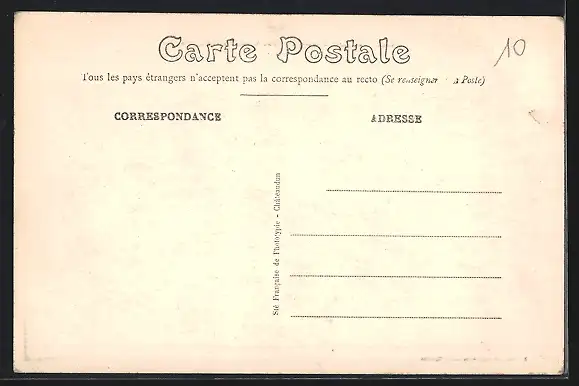 Carte Postale
10
Tous les pays étrangers n'acceptent pas la correspondance au recto (Se renseigner a Poste)
CORRESPONDANCE
ADRESSE
Sté Française de Phototypie - Châteaudun